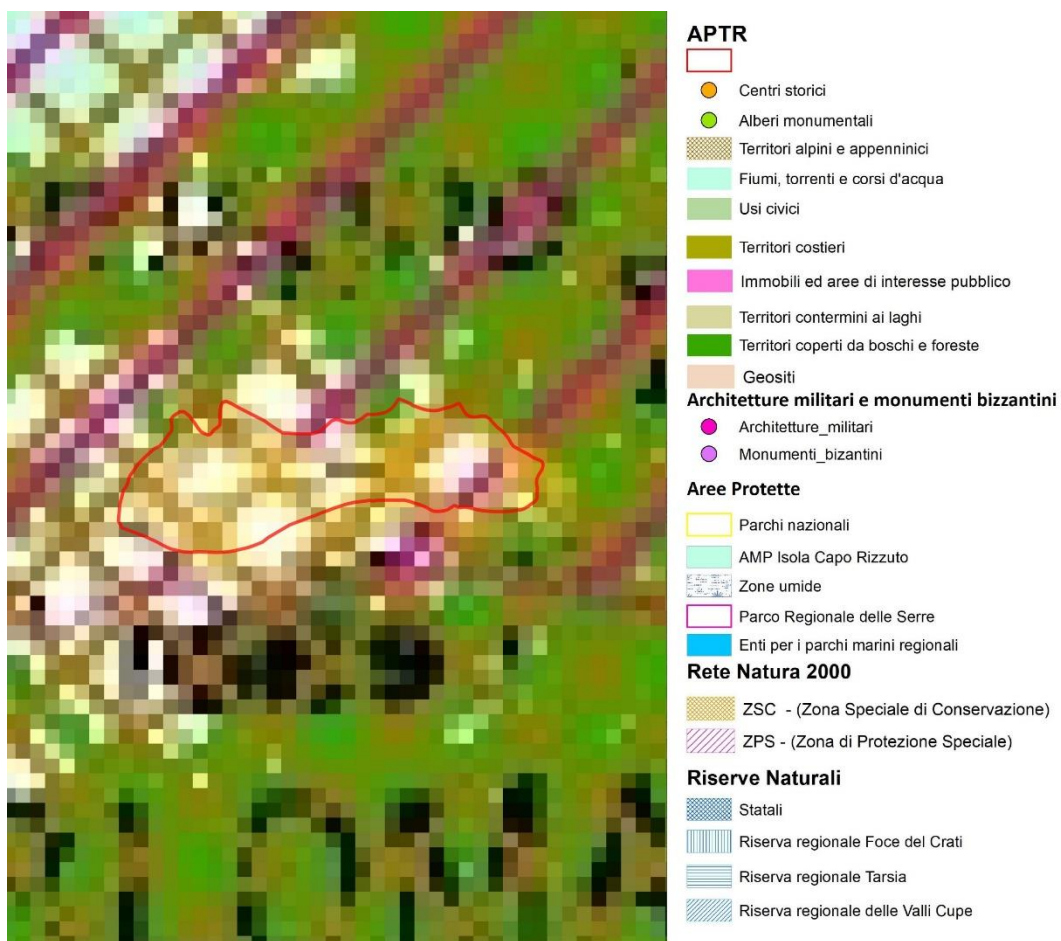 APTR
Centri storici
Alberi monumentali
Territori alpini e appenninici
Fiumi, torrenti e corsi d'acqua
Usi civici
Territori costieri
Immobili ed aree di interesse pubblico
Territori contermini ai laghi
Territori coperti da boschi e foreste
Geositi
Architetture militari e monumenti bizzantini
Architetture_militari
Monumenti_bizantini
Aree Protette
Parchi nazionali
AMP Isola Capo Rizzuto
Zone umide
Parco Regionale delle Serre
Enti per i parchi marini regionali
Rete Natura 2000
ZSC - (Zona Speciale di Conservazione)
ZPS - (Zona di Protezione Speciale)
Riserve Naturali
Statali
Riserva regionale Foce del Crati
Riserva regionale Tarsia
Riserva regionale delle Valli Cupe